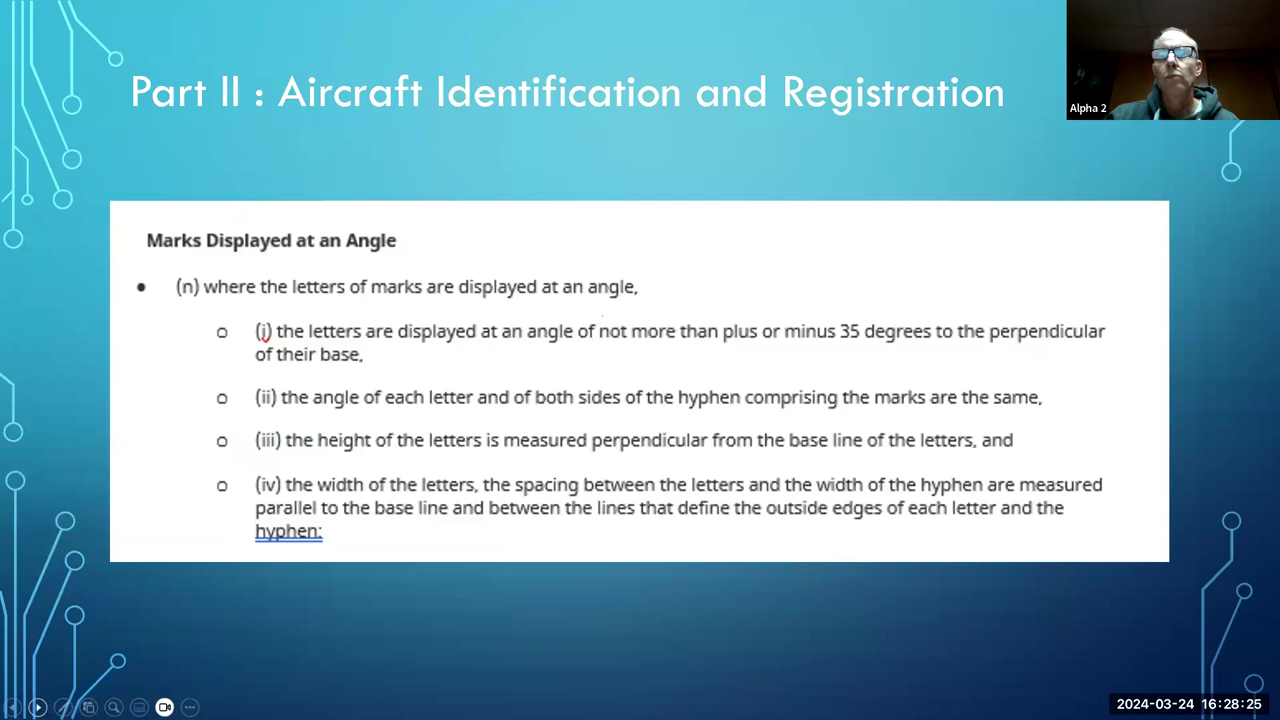 Part II : Aircraft Identification and Registration
Alpha 2
Marks Displayed at an Angle
(n) where the letters of marks are displayed at an angle,
(i) the letters are displayed at an angle of not more than plus or minus 35 degrees to the perpendicular
of their base,
(ii) the angle of each letter and of both sides of the hyphen comprising the marks are the same,
(iii) the height of the letters is measured perpendicular from the base line of the letters, and
(iv) the width of the letters, the spacing between the letters and the width of the hyphen are measured
parallel to the base line and between the lines that define the outside edges of each letter and the
hyphen;
2024-03-24 16:28:25